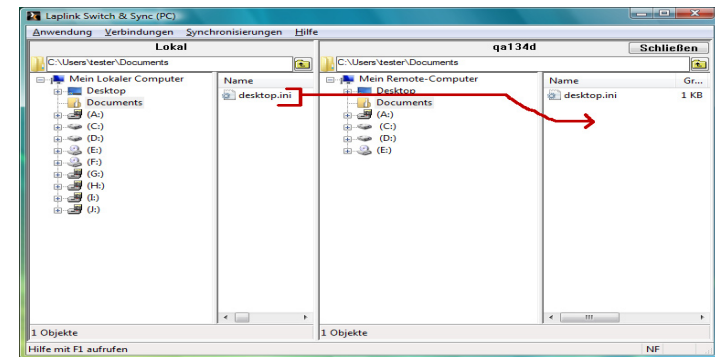 Laplink Switch & Sync (PC)
Anwendung Verbindungen Synchronisierungen Hilfe
Lokal
C:\Users\tester\Documents
Mein Lokaler Computer
Desktop
Documents
(A:)
(C:)
(D:)
(E:)
(F:)
(G:)
(H:)
(I:)
(J:)
Name
desktop.ini
1 Objekte
qa134d
Schließen
C:\Users\tester\Documents
Mein Remote-Computer
Desktop
Documents
(A:)
(C:)
(D:)
(E:)
Name Gr...
desktop.ini 1 KB
1 Objekte
Hilfe mit F1 aufrufen
NF